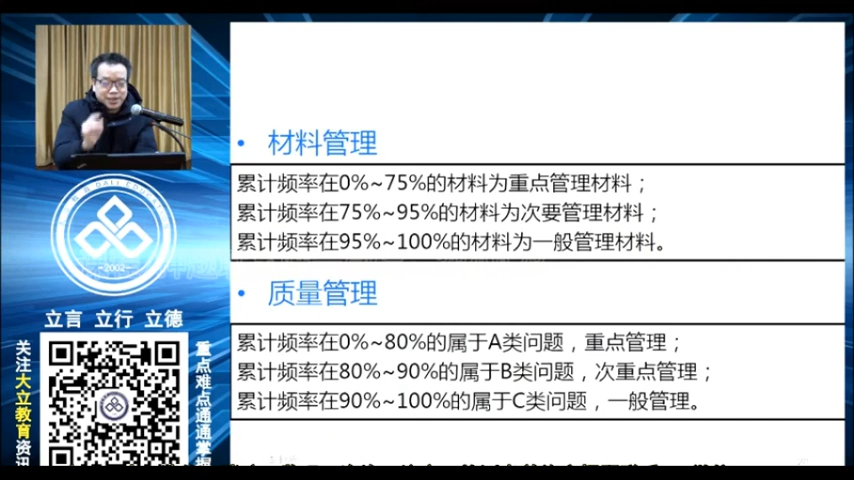 • 材料管理
累计频率在0%~75%的材料为重点管理材料；
累计频率在75%~95%的材料为次要管理材料；
累计频率在95%~100%的材料为一般管理材料。
• 质量管理
累计频率在0%~80%的属于A类问题，重点管理；
累计频率在80%~90%的属于B类问题，次重点管理；
累计频率在90%~100%的属于C类问题，一般管理。
~2002~
立言 立行 立德
关注大立教育资讯
重点难点通通掌握